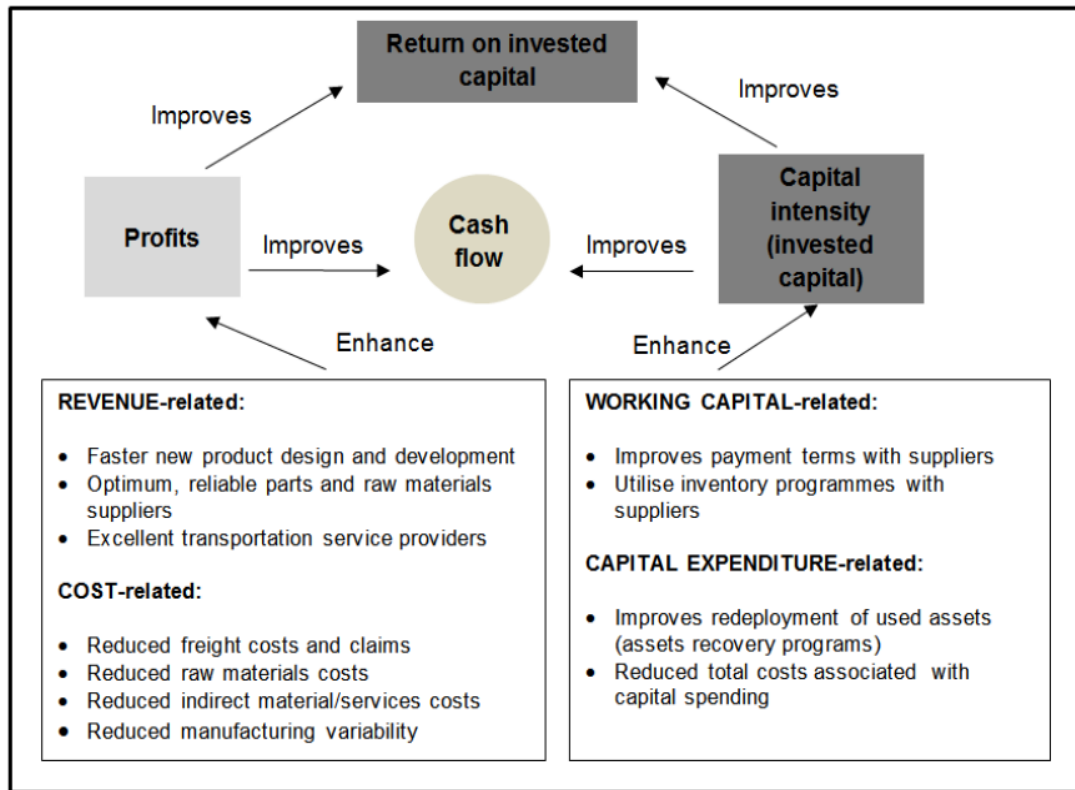 Return on invested
capital
Improves
Improves
Profits
Improves
Cash
flow
Improves
Capital
intensity
(invested
capital)
Enhance
Enhance
REVENUE-related:
• Faster new product design and development
• Optimum, reliable parts and raw materials
suppliers
• Excellent transportation service providers
COST-related:
• Reduced freight costs and claims
• Reduced raw materials costs
• Reduced indirect material/services costs
• Reduced manufacturing variability
WORKING CAPITAL-related:
• Improves payment terms with suppliers
• Utilise inventory programmes with
suppliers
CAPITAL EXPENDITURE-related:
• Improves redeployment of used assets
(assets recovery programs)
• Reduced total costs associated with
capital spending